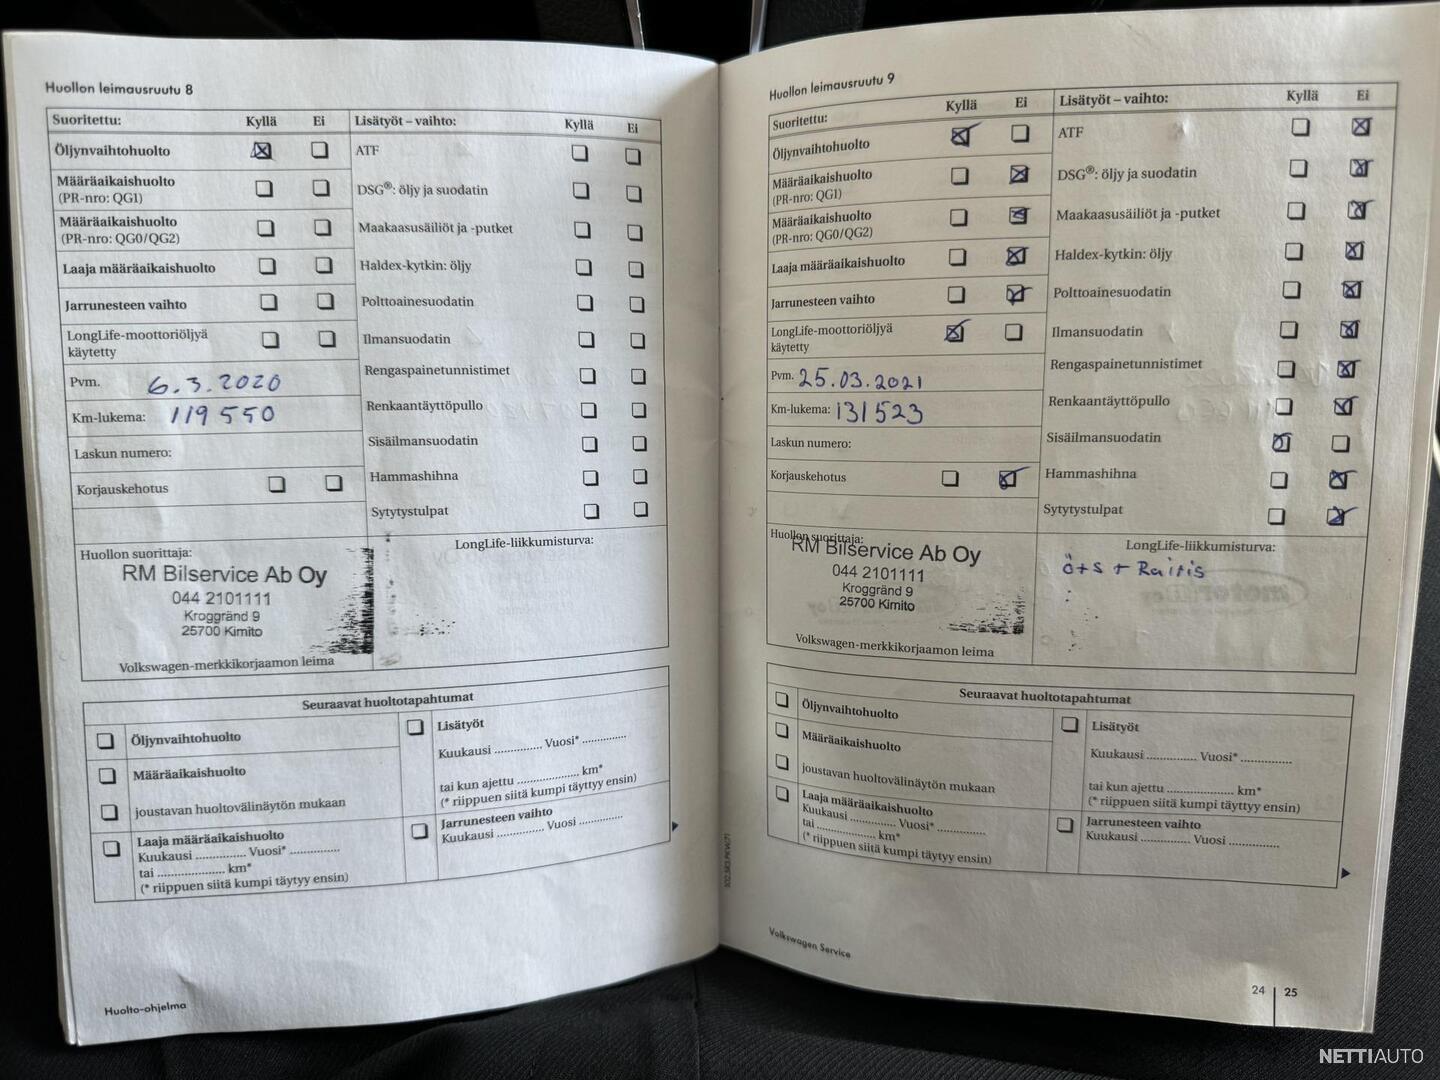 Huollon leimausruutu 8
Suoritettu: Kyllä Ei
Öljynvaihtohuolto
Määräaikaishuolto
(PR-nro: QG1)
Määräaikaishuolto
(PR-nro: QG0/QG2)
Laaja määräaikaishuolto
Jarrunesteen vaihto
LongLife-moottoriöljyä
käytetty
Pvm. 6.3.2020
Km-lukema: 119550
Laskun numero:
Korjauskehotus
Lisätyöt – vaihto: Kyllä Ei
ATF
DSG®: öljy ja suodatin
Maakaasusäiliöt ja -putket
Haldex-kytkin: öljy
Polttoainesuodatin
Ilmansuodatin
Rengaspainetunnistimet
Renkaantäyttöpullo
Sisäilmansuodatin
Hammashihna
Sytytystulpat
Huollon suorittaja:
RM Bilservice Ab Oy
044 2101111
Kroggränd 9
25700 Kimito
Volkswagen-merkkikorjaamon leima
LongLife-liikkumisturva:
Seuraavat huoltotapahtumat
Öljynvaihtohuolto
Määräaikaishuolto
joustavan huoltovälinäytön mukaan
Laaja määräaikaishuolto
Kuukausi ............... Vuosi* ...............
tai .................... km*
(* riippuen siitä kumpi täytyy ensin)
Lisätyöt
Kuukausi .............. Vuosi* .............
tai kun ajettu .................... km*
(* riippuen siitä kumpi täytyy ensin)
Jarrunesteen vaihto
Kuukausi ............... Vuosi .............
Huolto-ohjelma
Huollon leimausruutu 9
Suoritettu: Kyllä Ei
Öljynvaihtohuolto
Määräaikaishuolto
(PR-nro: QG1)
Määräaikaishuolto
(PR-nro: QG0/QG2)
Laaja määräaikaishuolto
Jarrunesteen vaihto
LongLife-moottoriöljyä
käytetty
Pvm. 25.03.2021
Km-lukema: 131523
Laskun numero:
Korjauskehotus
Lisätyöt – vaihto: Kyllä Ei
ATF
DSG®: öljy ja suodatin
Maakaasusäiliöt ja -putket
Haldex-kytkin: öljy
Polttoainesuodatin
Ilmansuodatin
Rengaspainetunnistimet
Renkaantäyttöpullo
Sisäilmansuodatin
Hammashihna
Sytytystulpat
Huollon suorittaja:
RM Bilservice Ab Oy
044 2101111
Kroggränd 9
25700 Kimito
Volkswagen-merkkikorjaamon leima
LongLife-liikkumisturva:
ö+s + Raitis
Seuraavat huoltotapahtumat
Öljynvaihtohuolto
Määräaikaishuolto
joustavan huoltovälinäytön mukaan
Laaja määräaikaishuolto
Kuukausi .............. Vuosi* ...............
tai .................. km*
(* riippuen siitä kumpi täytyy ensin)
Lisätyöt
Kuukausi ............... Vuosi* ...............
tai kun ajettu .................... km*
(* riippuen siitä kumpi täytyy ensin)
Jarrunesteen vaihto
Kuukausi ............... Vuosi ...............
Volkswagen Service
24 25
NETTIAUTO